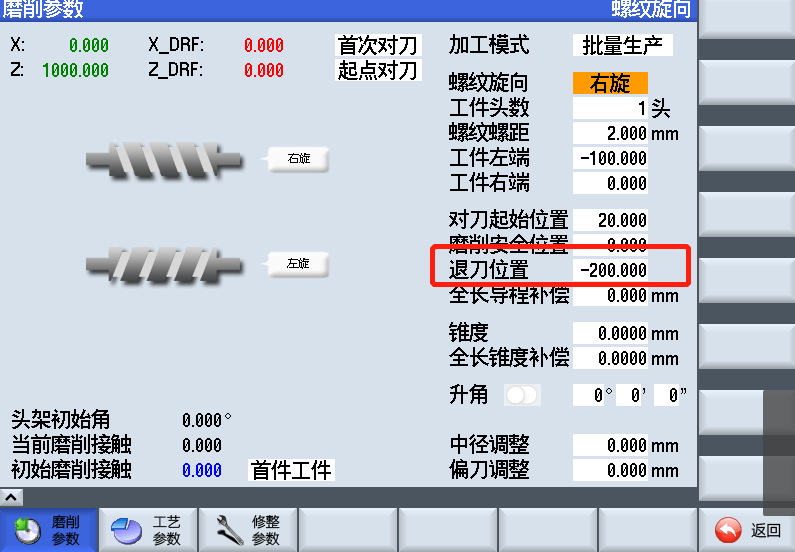 磨削参数 螺纹旋向
X: 0.000 X_DRF: 0.000 首次对刀 加工模式 批量生产
Z: 1000.000 Z_DRF: 0.000 起点对刀
螺纹旋向 右旋
工件头数 1 头
螺纹螺距 2.000 mm
右旋 工件左端 -100.000
工件右端 0.000
对刀起始位置 20.000
磨削安全位置 0.000
左旋 退刀位置 -200.000
全长导程补偿 0.000 mm
锥度 0.0000 mm
全长锥度补偿 0.0000 mm
升角 0° 0' 0"
头架初始角 0.000°
当前磨削接触 0.000 中径调整 0.000 mm
初始磨削接触 0.000 首件工件 偏刀调整 0.000 mm
磨削参数 工艺参数 修整参数 返回